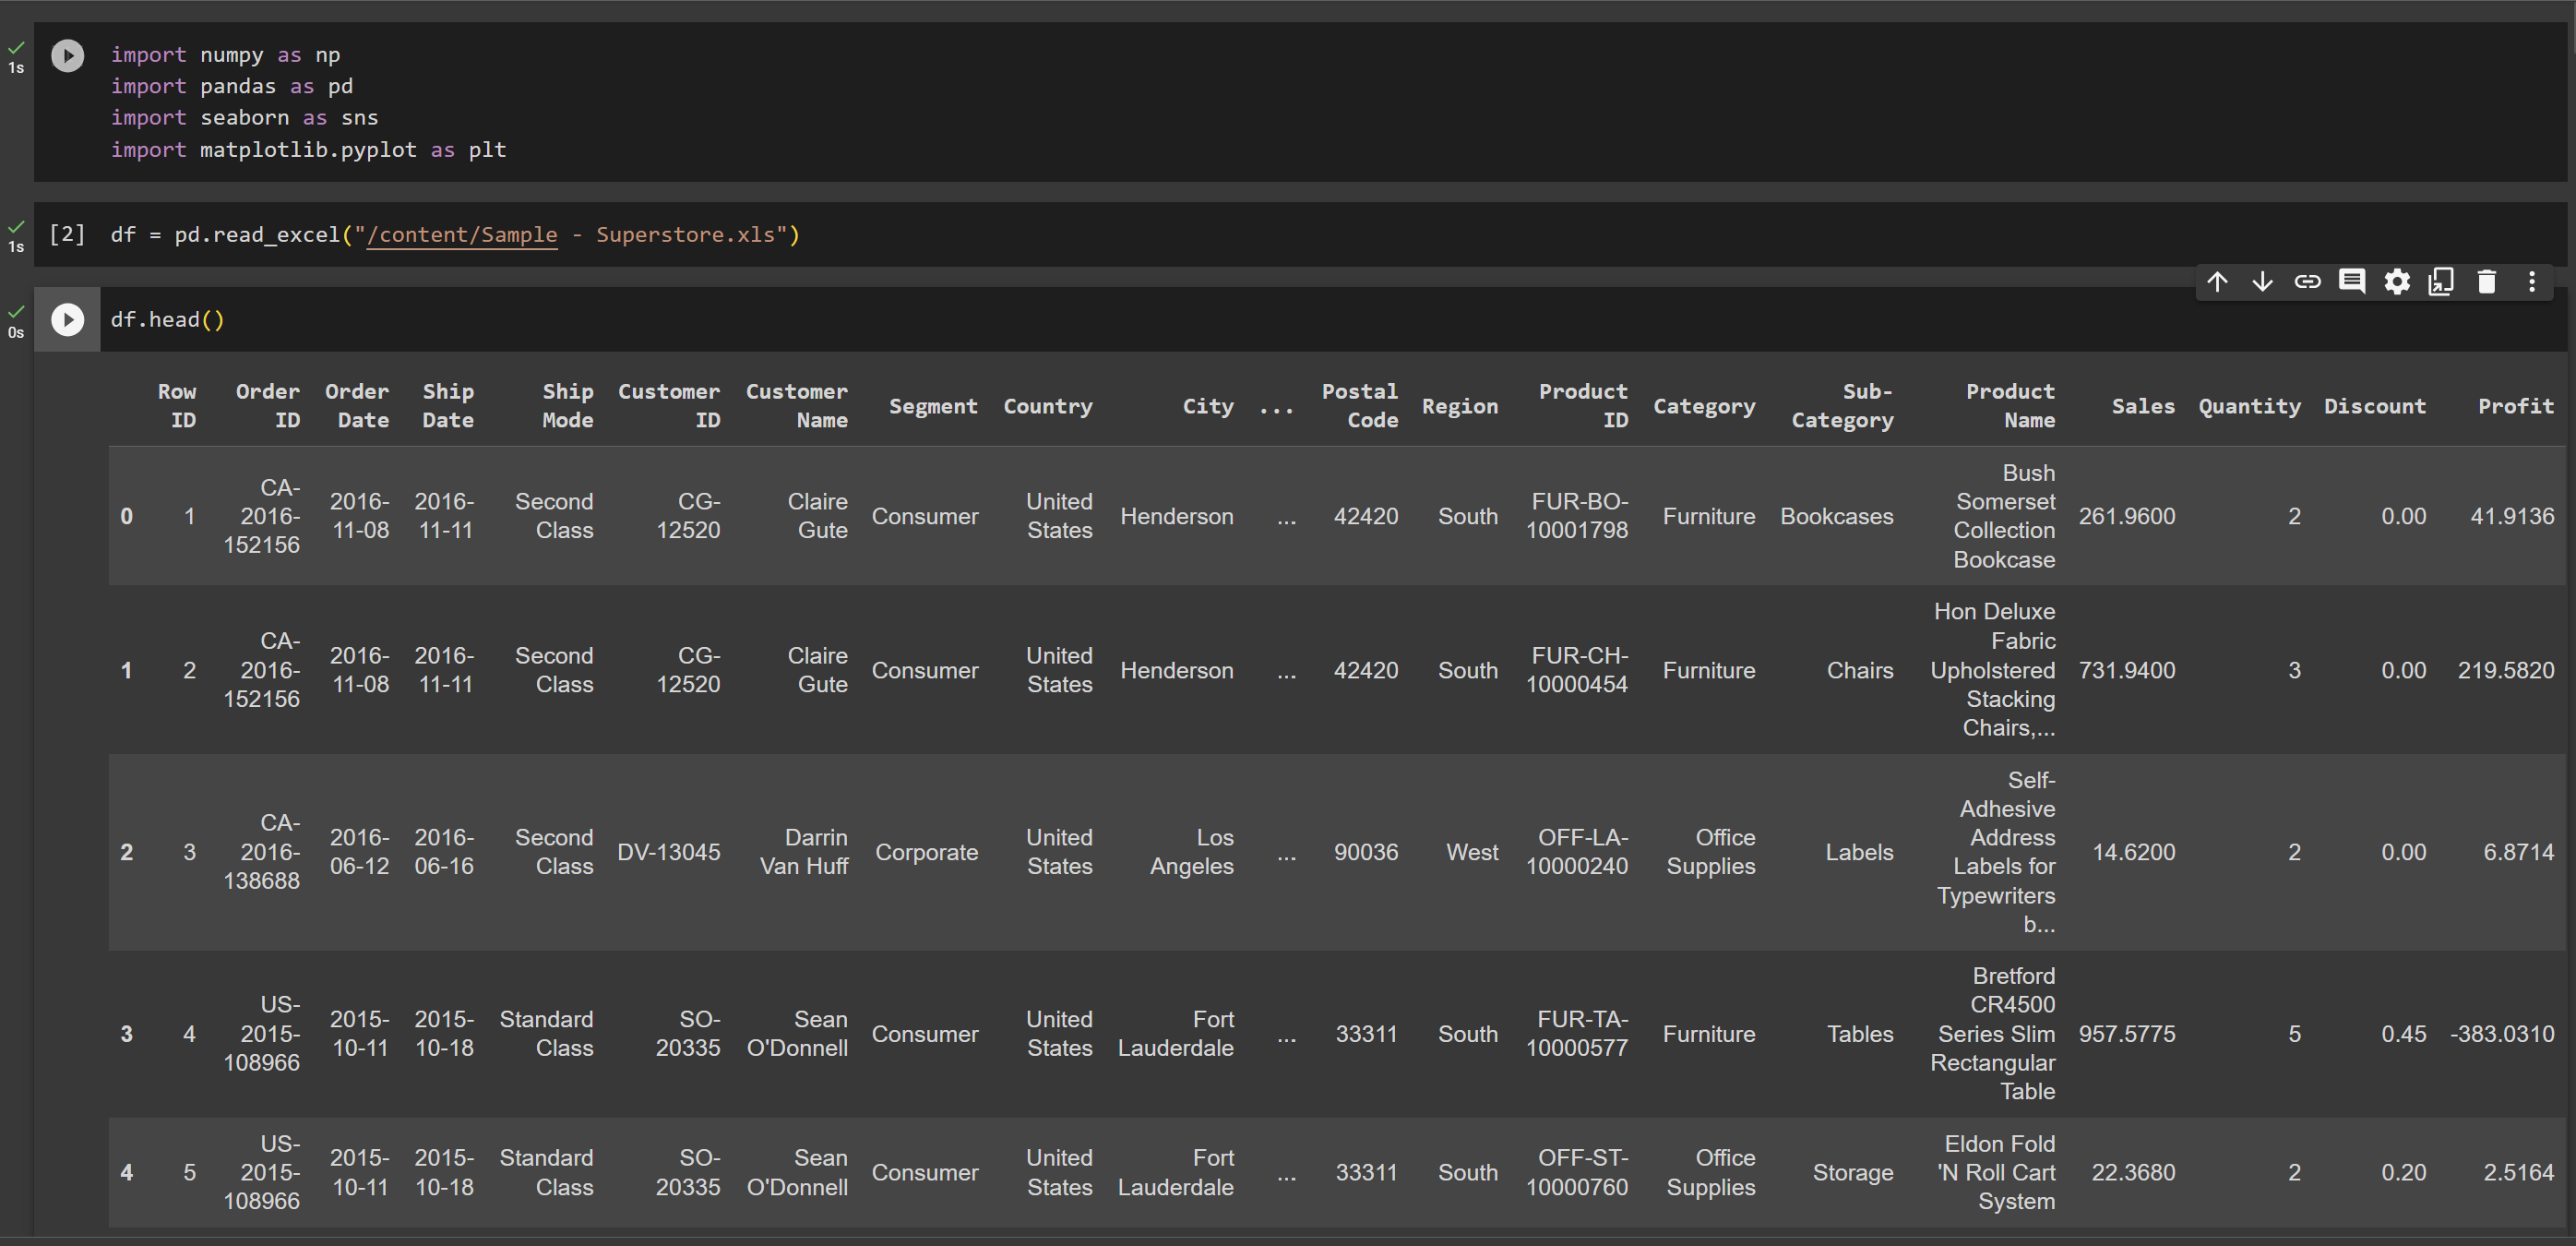 import numpy as np
import pandas as pd
import seaborn as sns
import matplotlib.pyplot as plt
1s
[2] df = pd.read_excel("/content/Sample - Superstore.xls")
1s
df.head()
0s
Row ID Order ID Order Date Ship Date Ship Mode Customer ID Customer Name Segment Country City ... Postal Code Region Product ID Category Sub-Category Product Name Sales Quantity Discount Profit
0 1 CA-2016-152156 2016-11-08 2016-11-11 Second Class CG-12520 Claire Gute Consumer United States Henderson ... 42420 South FUR-BO-10001798 Furniture Bookcases Bush Somerset Collection Bookcase 261.9600 2 0.00 41.9136
1 2 CA-2016-152156 2016-11-08 2016-11-11 Second Class CG-12520 Claire Gute Consumer United States Henderson ... 42420 South FUR-CH-10000454 Furniture Chairs Hon Deluxe Fabric Upholstered Stacking Chairs,... 731.9400 3 0.00 219.5820
2 3 CA-2016-138688 2016-06-12 2016-06-16 Second Class DV-13045 Darrin Van Huff Corporate United States Los Angeles ... 90036 West OFF-LA-10000240 Office Supplies Labels Self-Adhesive Address Labels for Typewriters b... 14.6200 2 0.00 6.8714
3 4 US-2015-108966 2015-10-11 2015-10-18 Standard Class SO-20335 Sean O'Donnell Consumer United States Fort Lauderdale ... 33311 South FUR-TA-10000577 Furniture Tables Bretford CR4500 Series Slim Rectangular Table 957.5775 5 0.45 -383.0310
4 5 US-2015-108966 2015-10-11 2015-10-18 Standard Class SO-20335 Sean O'Donnell Consumer United States Fort Lauderdale ... 33311 South OFF-ST-10000760 Office Supplies Storage Eldon Fold 'N Roll Cart System 22.3680 2 0.20 2.5164